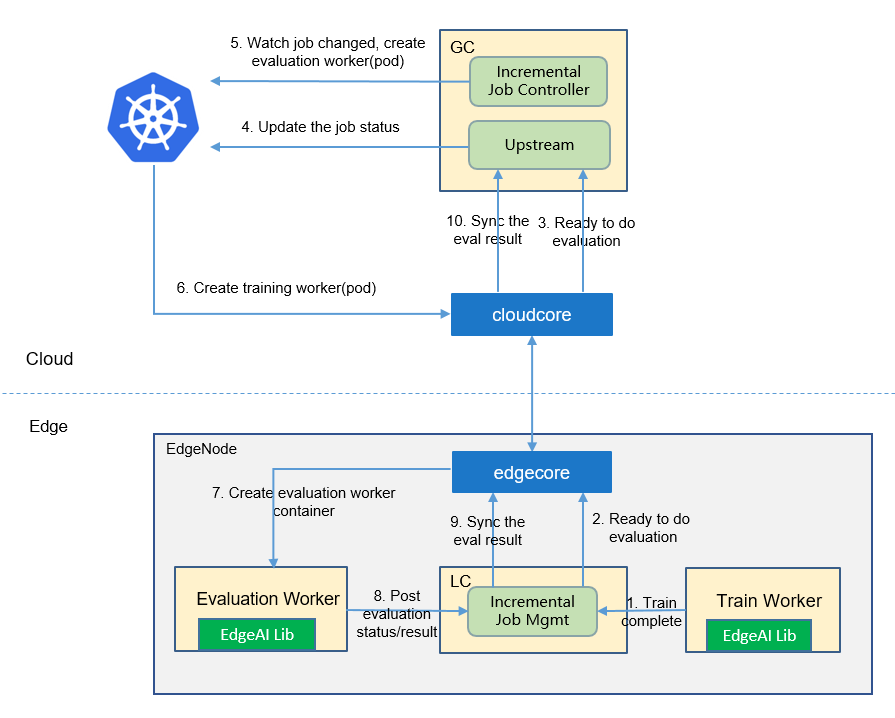 5. Watch job changed, create
evaluation worker(pod)
GC
Incremental
Job Controller
4. Update the job status
Upstream
10. Sync the
eval result
3. Ready to do
evaluation
6. Create training worker(pod)
cloudcore
Cloud
Edge
EdgeNode
edgecore
7. Create evaluation worker
container
9. Sync the
eval result
2. Ready to do
evaluation
Evaluation Worker
EdgeAI Lib
8. Post
evaluation
status/result
LC
Incremental
Job Mgmt
1. Train
complete
Train Worker
EdgeAI Lib